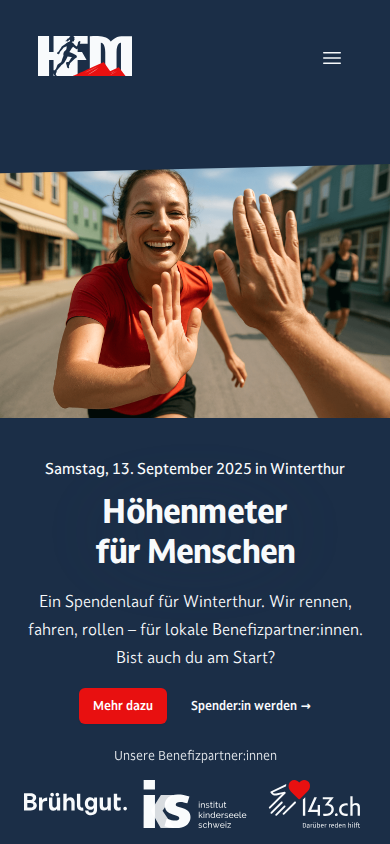 HFM
Samstag, 13. September 2025 in Winterthur
Höhenmeter
für Menschen
Ein Spendenlauf für Winterthur. Wir rennen,
fahren, rollen – für lokale Benefizpartner:innen.
Bist auch du am Start?
Mehr dazu
Spender:in werden →
Unsere Benefizpartner:innen
Brühlgut.
iks
institut
kinderseele
schweiz
143.ch
Darüber reden hilft